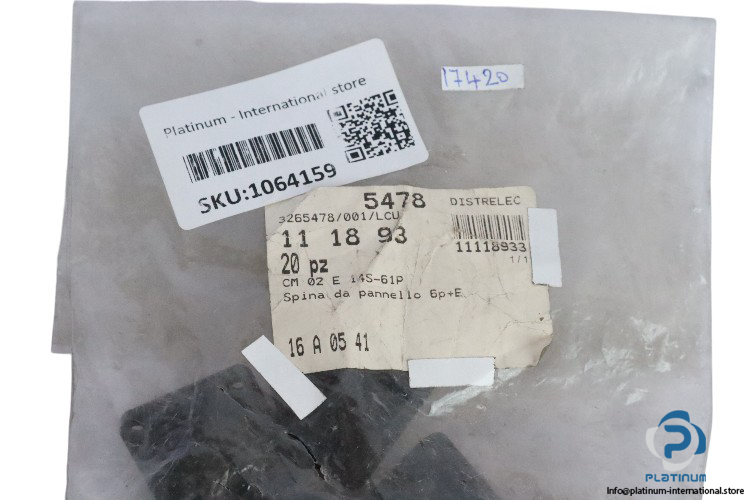 17420
Platinum - International store
SKU:1064159
5478 DISTRELEC
3265478/001/LCU
11 18 93
11118933
20 pz
1/1
CM 02 E 14S-61P
Spina da pannello 6p+E
16 A 05 41
PLATINUM
Info@platinum-international.store